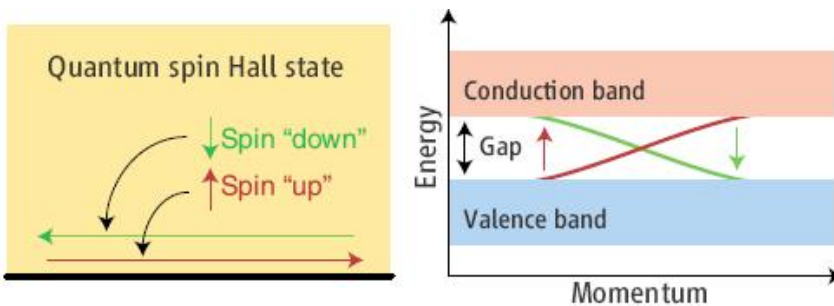 Quantum spin Hall state
Spin “down”
Spin “up”
Conduction band
Gap
Valence band
Energy
Momentum